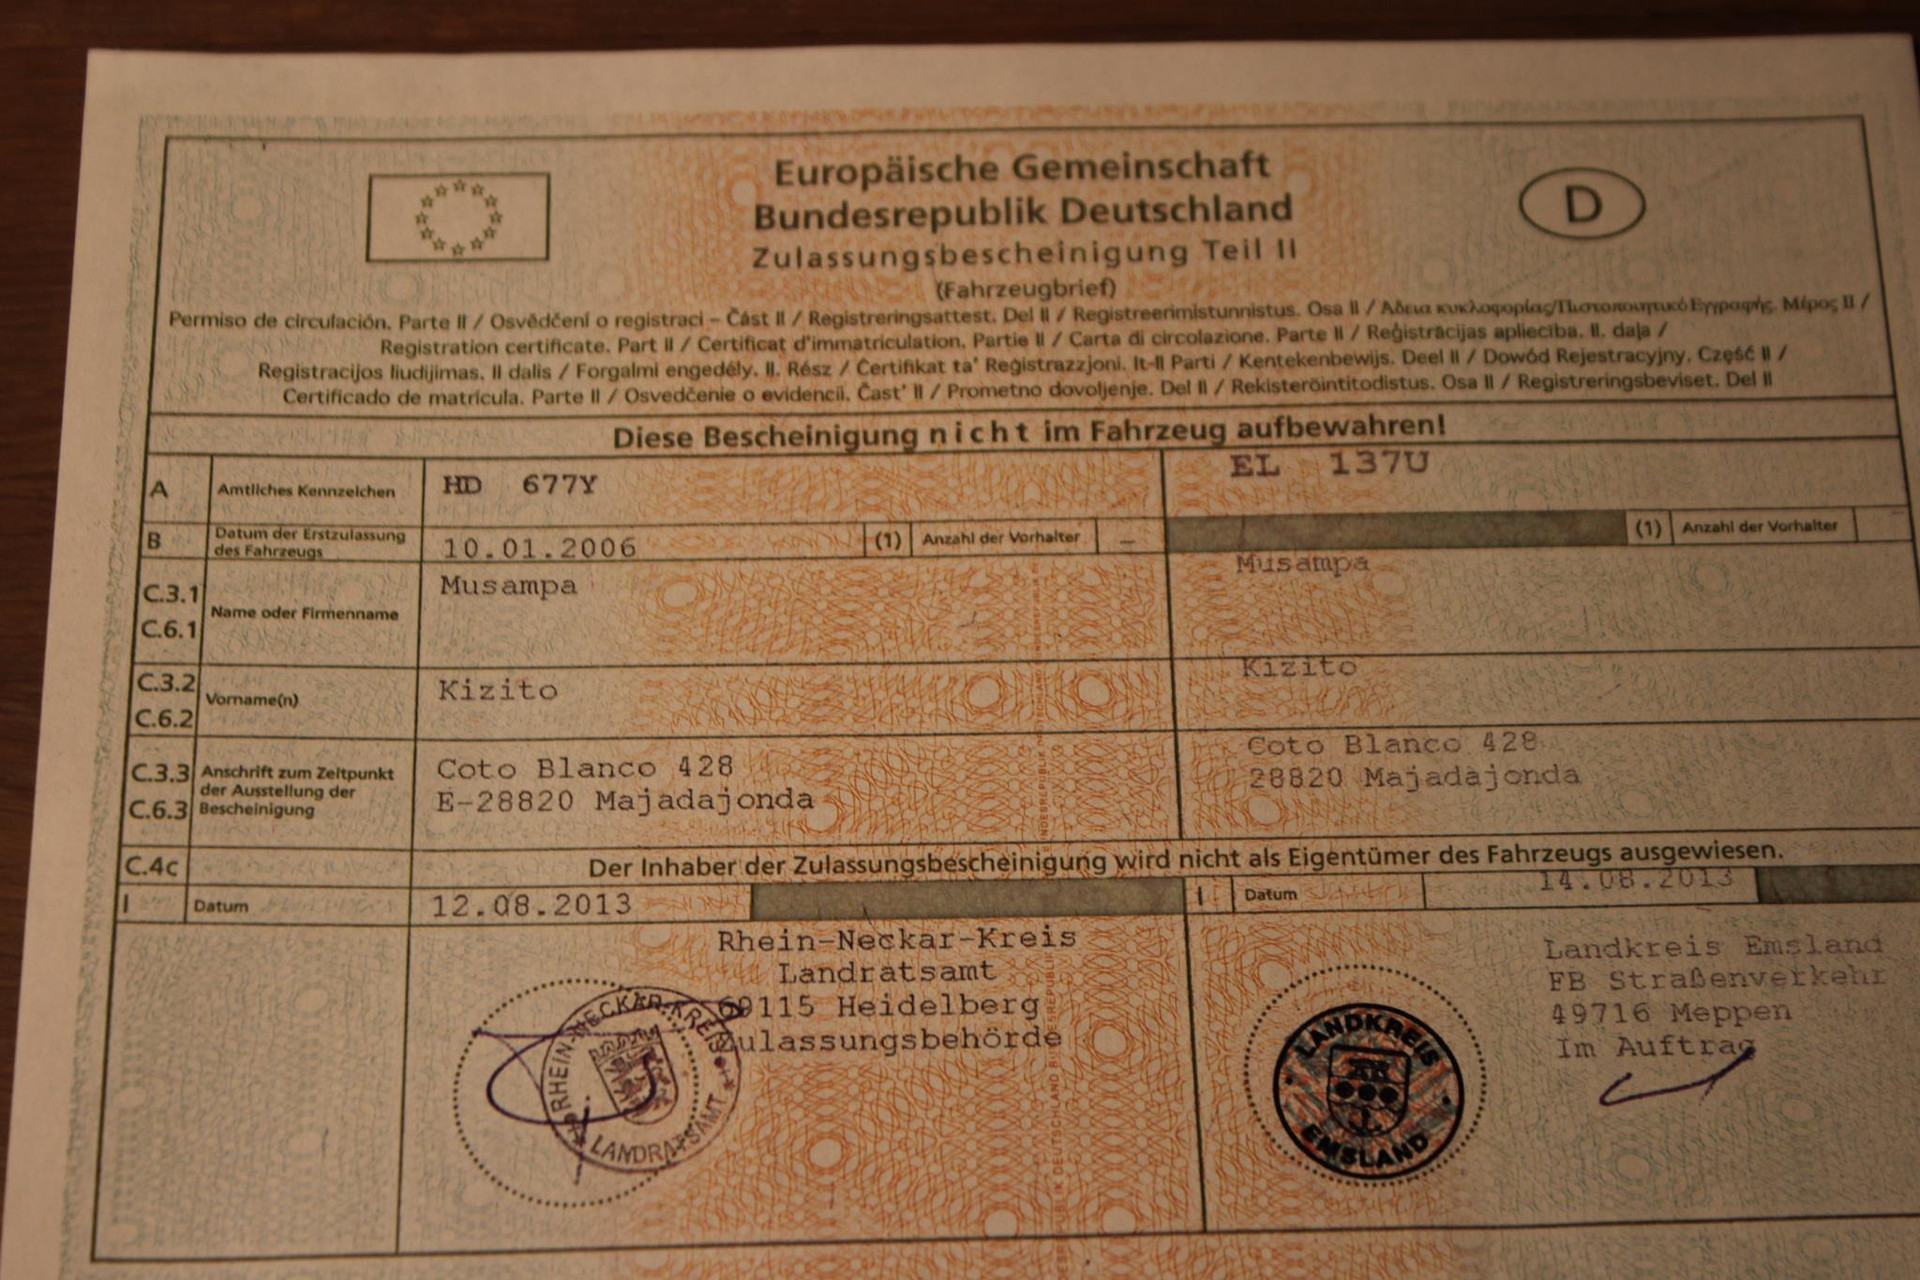 Europäische Gemeinschaft
Bundesrepublik Deutschland
D
Zulassungsbescheinigung Teil II
(Fahrzeugbrief)
Permiso de circulación. Parte II / Osvědčení o registraci – Část II / Registreringsattest. Del II / Registreerimistunnistus. Osa II / Άδεια κυκλοφορίας/Πιστοποιητικό Εγγραφής. Μέρος II /
Registration certificate. Part II / Certificat d'immatriculation. Partie II / Carta di circolazione. Parte II / Reģistrācijas apliecība. II. daļa /
Registracijos liudijimas. II dalis / Forgalmi engedély. II. Rész / Ċertifikat ta' Reġistrazzjoni. It-II Parti / Kentekenbewijs. Deel II / Dowód Rejestracyjny. Część II /
Certificado de matrícula. Parte II / Osvedčenie o evidencii. Časť II / Prometno dovoljenje. Del II / Rekisteröintitodistus. Osa II / Registreringsbeviset. Del II
Diese Bescheinigung nicht im Fahrzeug aufbewahren!
A Amtliches Kennzeichen HD 677Y EL 137U
B Datum der Erstzulassung des Fahrzeugs 10.01.2006 (1) Anzahl der Vorhalter – (1) Anzahl der Vorhalter
C.3.1 Musampa Musampa
C.6.1 Name oder Firmenname
C.3.2 Vorname(n) Kizito Kizito
C.6.2
C.3.3 Anschrift zum Zeitpunkt Coto Blanco 428 Coto Blanco 428
der Ausstellung der E-28820 Majadajonda 28820 Majadajonda
C.6.3 Bescheinigung
C.4c Der Inhaber der Zulassungsbescheinigung wird nicht als Eigentümer des Fahrzeugs ausgewiesen.
I Datum 12.08.2013 I Datum 14.08.2013
Rhein-Neckar-Kreis
Landratsamt
69115 Heidelberg
Zulassungsbehörde
RHEIN-NECKAR-KREIS
LANDRATSAMT
Landkreis Emsland
FB Straßenverkehr
49716 Meppen
Im Auftrag
LANDKREIS
EMSLAND